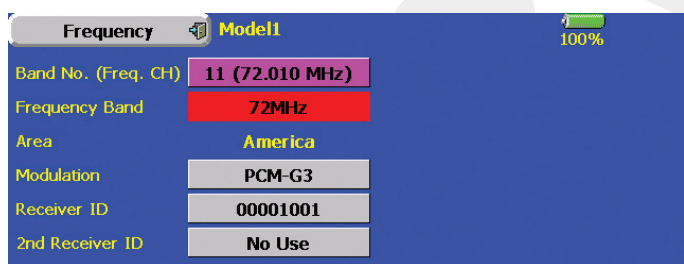 Frequency Model1 100%
Band No. (Freq. CH) 11 (72.010 MHz)
Frequency Band 72MHz
Area America
Modulation PCM-G3
Receiver ID 00001001
2nd Receiver ID No Use